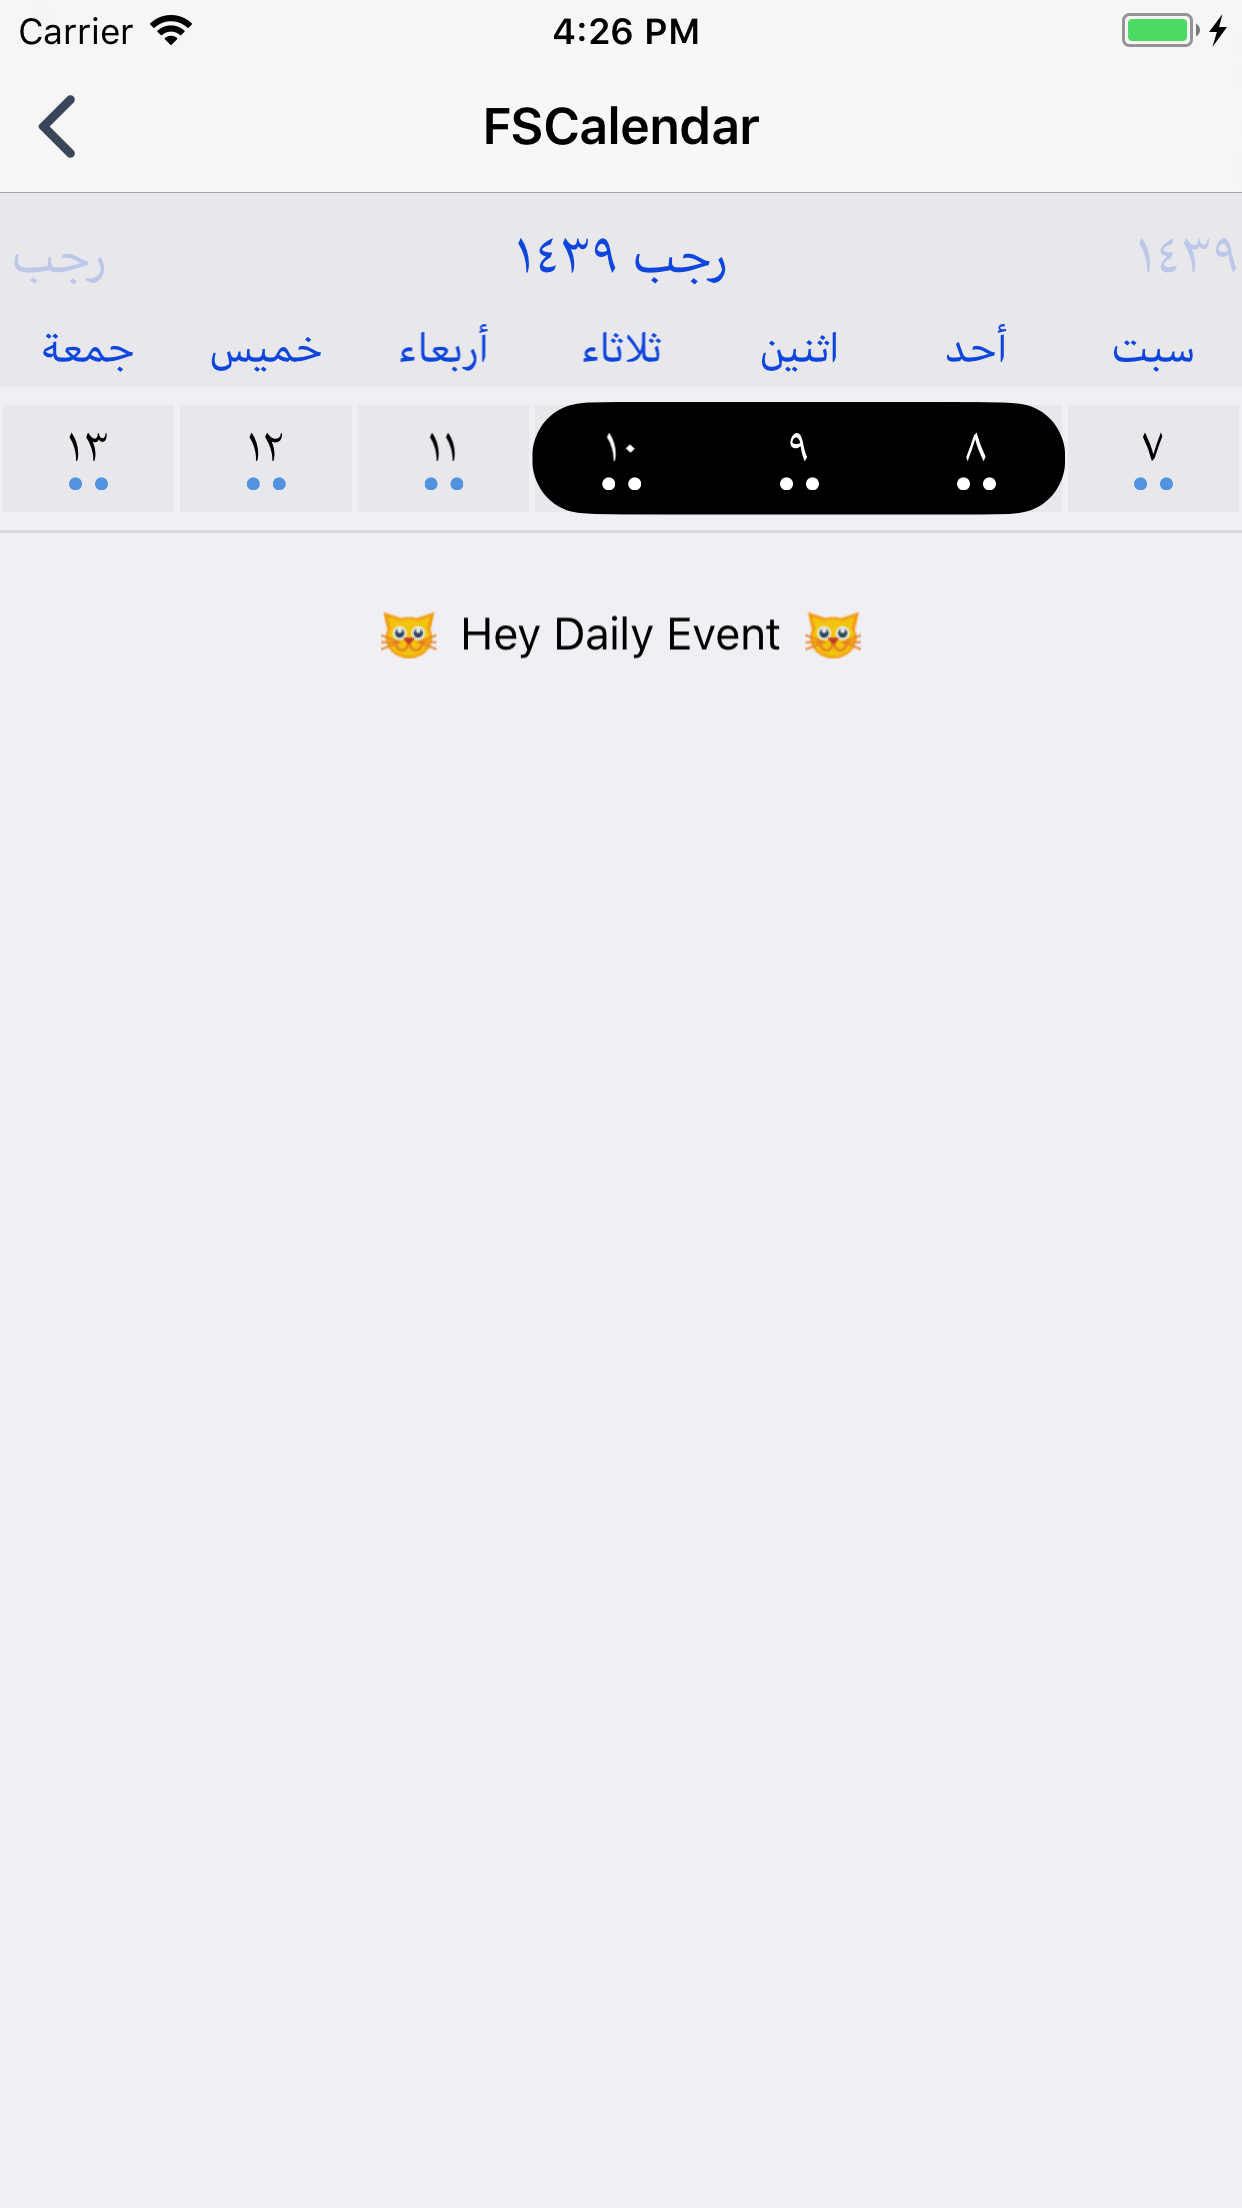 Carrier 4:26 PM
FSCalendar
١٤٣٩ رجب ١٤٣٩ رجب
سبت أحد اثنين ثلاثاء أربعاء خميس جمعة
٧ ٨ ٩ ١٠ ١١ ١٢ ١٣
🐱 Hey Daily Event 🐱